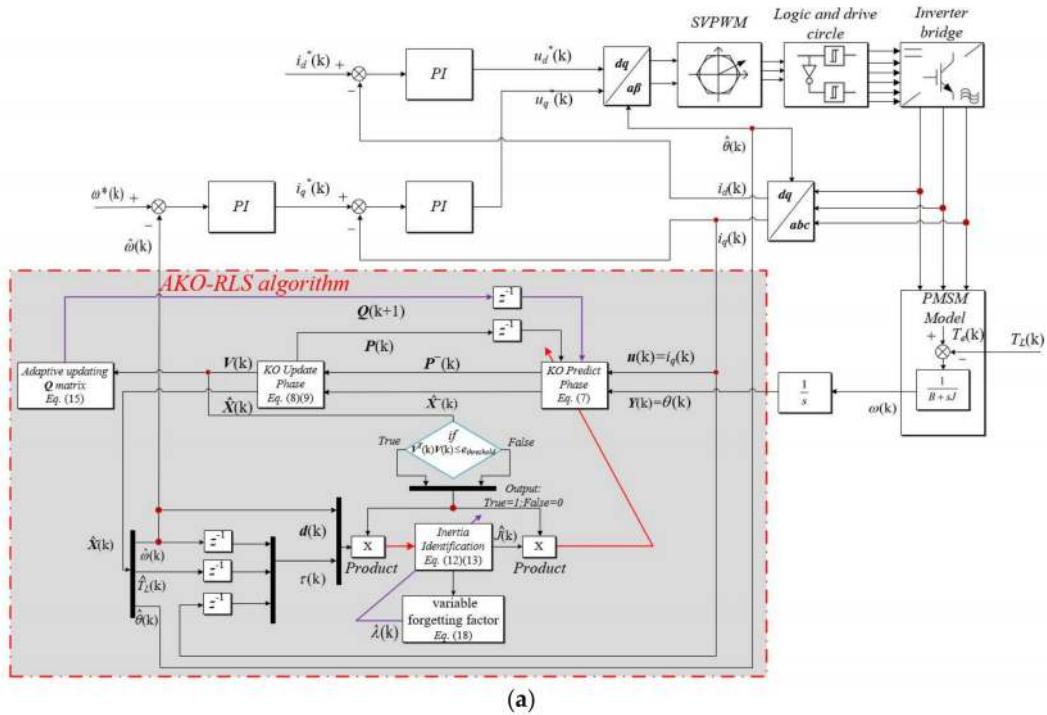 SVPWM
Logic and drive
circle
Inverter
bridge
i_d^*(k) +
−
PI
u_d^*(k)
u_q^*(k)
dq
αβ
θ̂(k)
ω*(k) +
−
ω̂(k)
PI
i_q^*(k)
+
−
PI
i_d(k)
i_q(k)
dq
abc
AKO-RLS algorithm
z^{-1}
Q(k+1)
z^{-1}
P(k)
PMSM
Model
T_e(k)
+
−
T_L(k)
1
B+sJ
ω(k)
1
s
Adaptive updating
Q matrix
Eq. (15)
V(k)
X̂(k)
KO Update
Phase
Eq. (8)(9)
P^-(k)
X̂^-(k)
KO Predict
Phase
Eq. (7)
u(k)=i_q(k)
Y(k)=θ(k)
if
V^T(k)V(k)≤e_threshold
True
False
Output:
True=1;False=0
X̂(k)
ω̂(k)
T̂_L(k)
θ̂(k)
z^{-1}
z^{-1}
z^{-1}
d(k)
τ(k)
X
Product
Inertia
Identification
Eq. (12)(13)
Ĵ(k)
X
Product
variable
forgetting factor
Eq. (18)
λ̂(k)
(a)